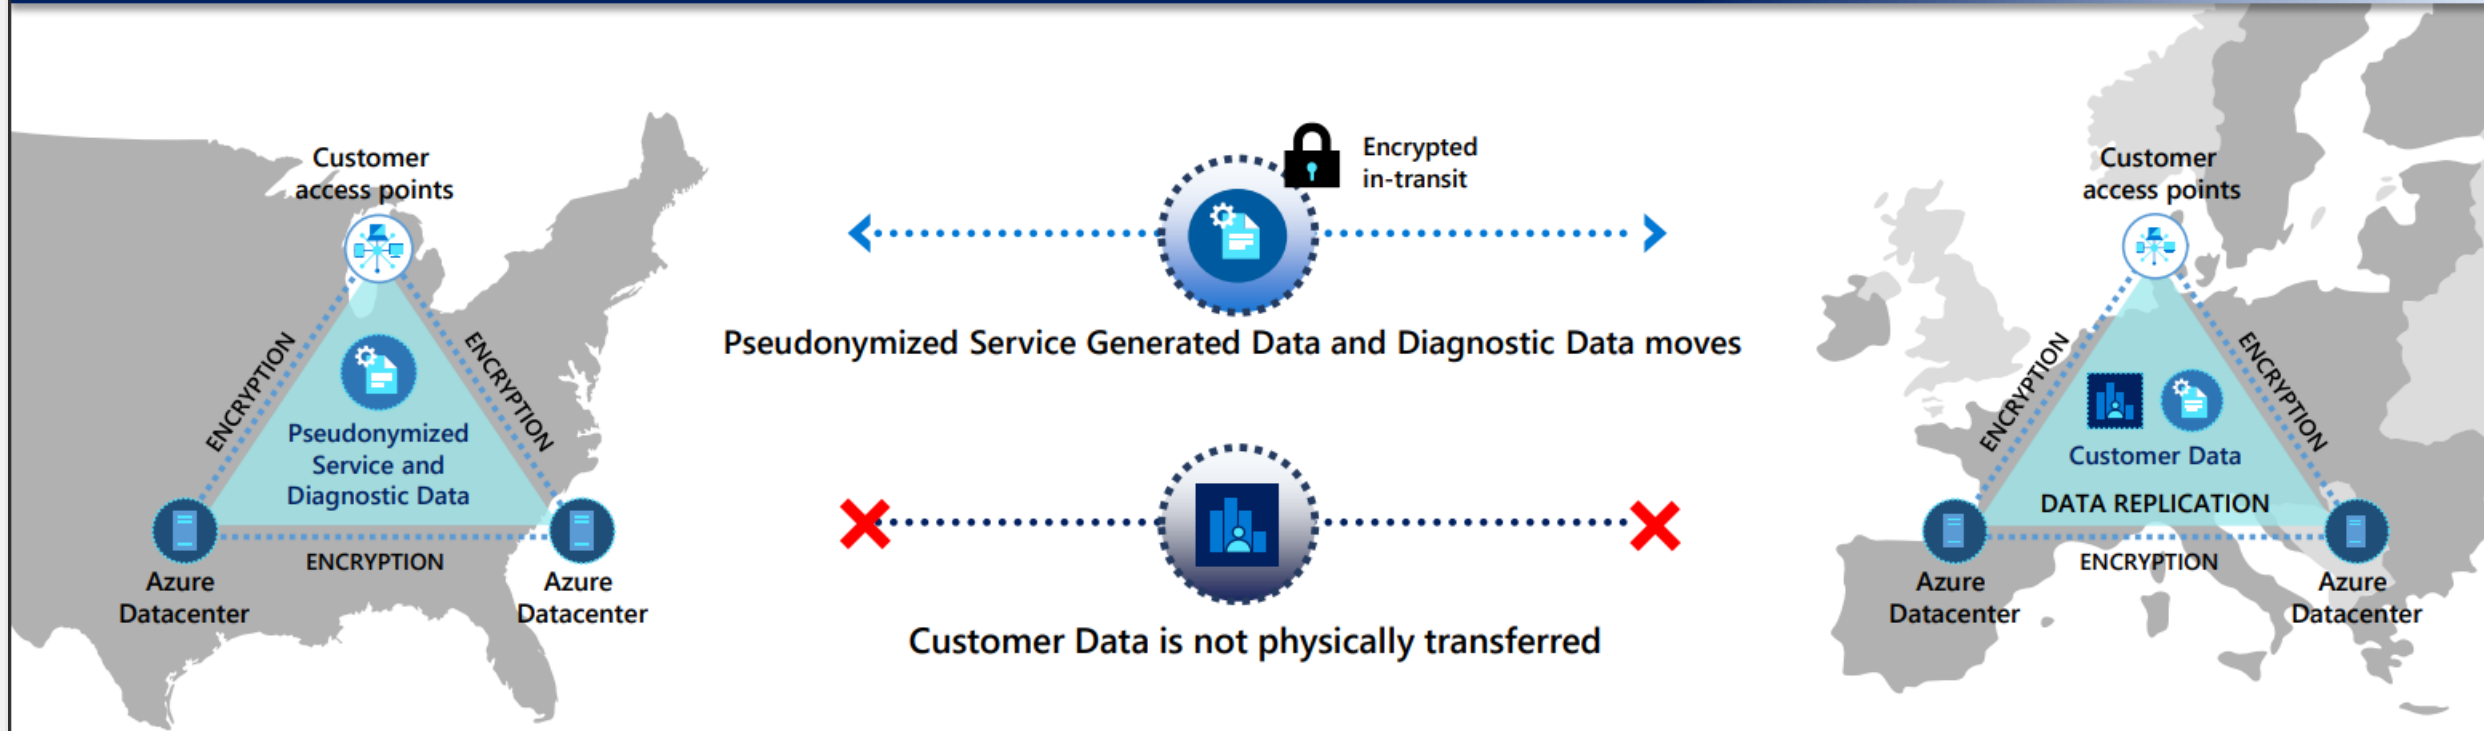 Customer
access points
ENCRYPTION
ENCRYPTION
Pseudonymized
Service and
Diagnostic Data
ENCRYPTION
Azure
Datacenter
Azure
Datacenter
Encrypted
in-transit
Pseudonymized Service Generated Data and Diagnostic Data moves
Customer Data is not physically transferred
Customer
access points
ENCRYPTION
ENCRYPTION
Customer Data
DATA REPLICATION
ENCRYPTION
Azure
Datacenter
Azure
Datacenter